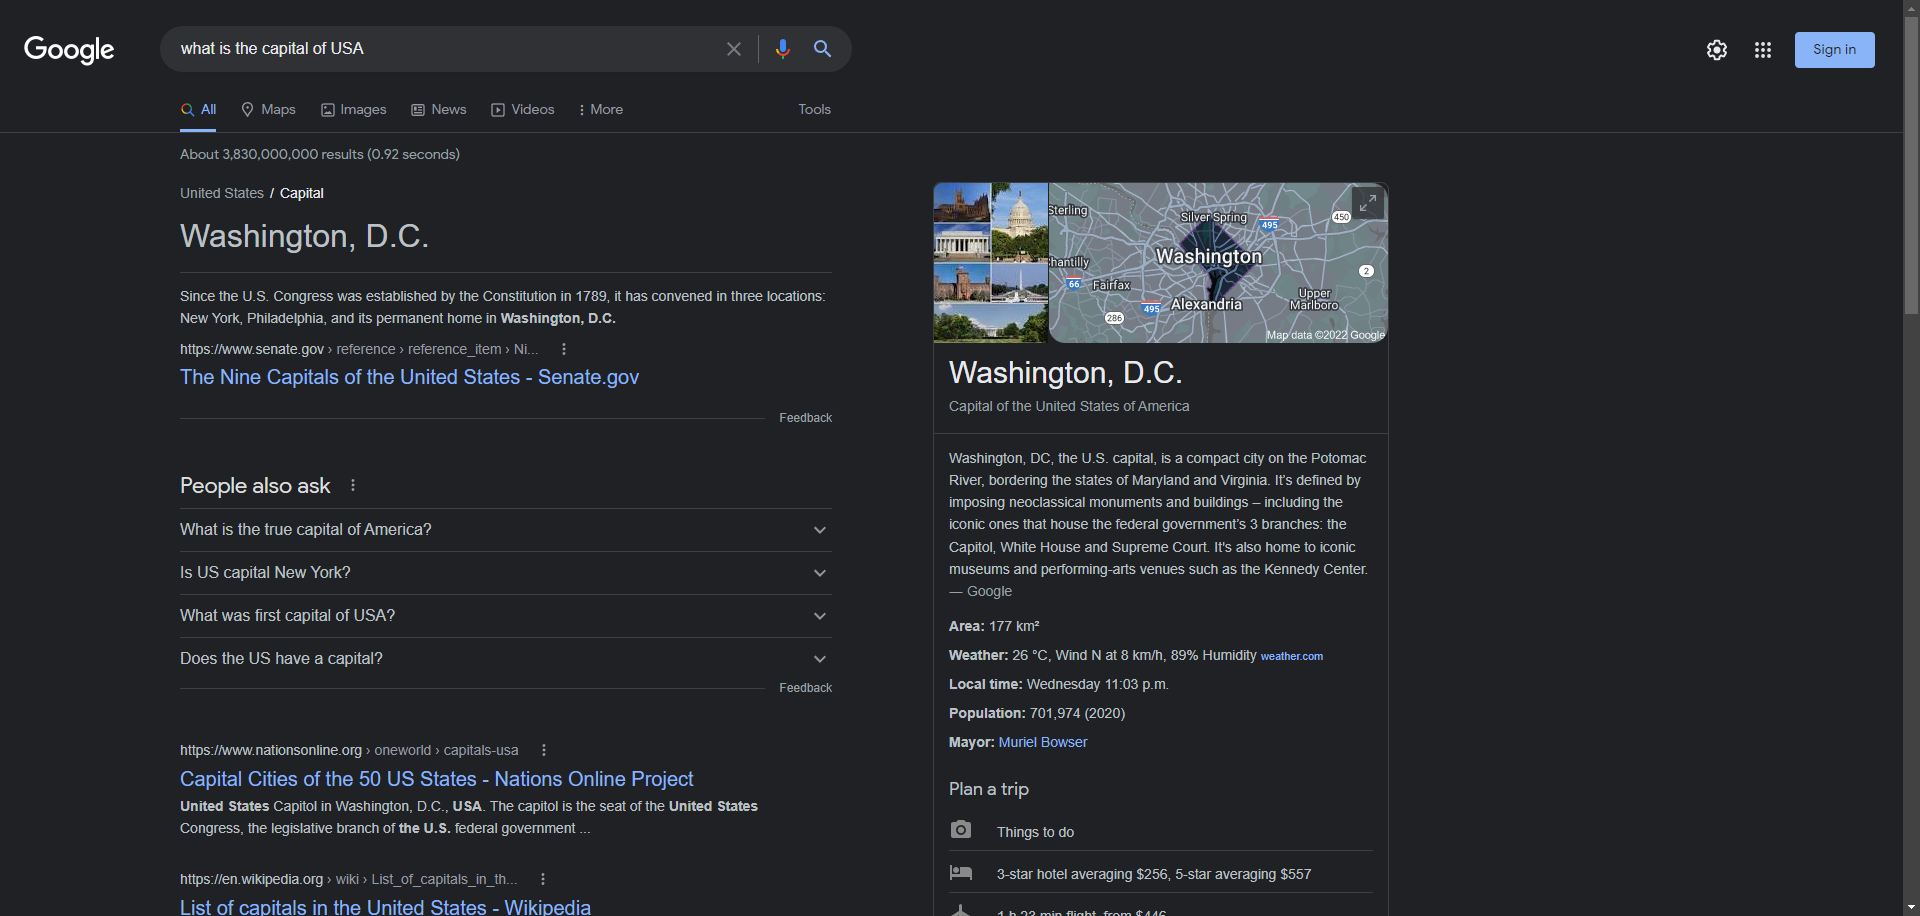 Google
what is the capital of USA
Sign in
All
Maps
Images
News
Videos
More
Tools
About 3,830,000,000 results (0.92 seconds)
United States / Capital
Washington, D.C.
Since the U.S. Congress was established by the Constitution in 1789, it has convened in three locations:
New York, Philadelphia, and its permanent home in Washington, D.C.
https://www.senate.gov › reference › reference_item › Ni...
The Nine Capitals of the United States - Senate.gov
Feedback
People also ask
What is the true capital of America?
Is US capital New York?
What was first capital of USA?
Does the US have a capital?
Feedback
https://www.nationsonline.org › oneworld › capitals-usa
Capital Cities of the 50 US States - Nations Online Project
United States Capitol in Washington, D.C., USA. The capitol is the seat of the United States
Congress, the legislative branch of the U.S. federal government ...
https://en.wikipedia.org › wiki › List_of_capitals_in_th...
List of capitals in the United States - Wikipedia
Sterling
Silver Spring
450
495
hantilly
Washington
2
66
Fairfax
Upper
Marlboro
495
Alexandria
286
Map data ©2022 Google
Washington, D.C.
Capital of the United States of America
Washington, DC, the U.S. capital, is a compact city on the Potomac
River, bordering the states of Maryland and Virginia. It's defined by
imposing neoclassical monuments and buildings – including the
iconic ones that house the federal government's 3 branches: the
Capitol, White House and Supreme Court. It's also home to iconic
museums and performing-arts venues such as the Kennedy Center.
— Google
Area: 177 km²
Weather: 26 °C, Wind N at 8 km/h, 89% Humidity weather.com
Local time: Wednesday 11:03 p.m.
Population: 701,974 (2020)
Mayor: Muriel Bowser
Plan a trip
Things to do
3-star hotel averaging $256, 5-star averaging $557
1 h 23 min flight, from $446